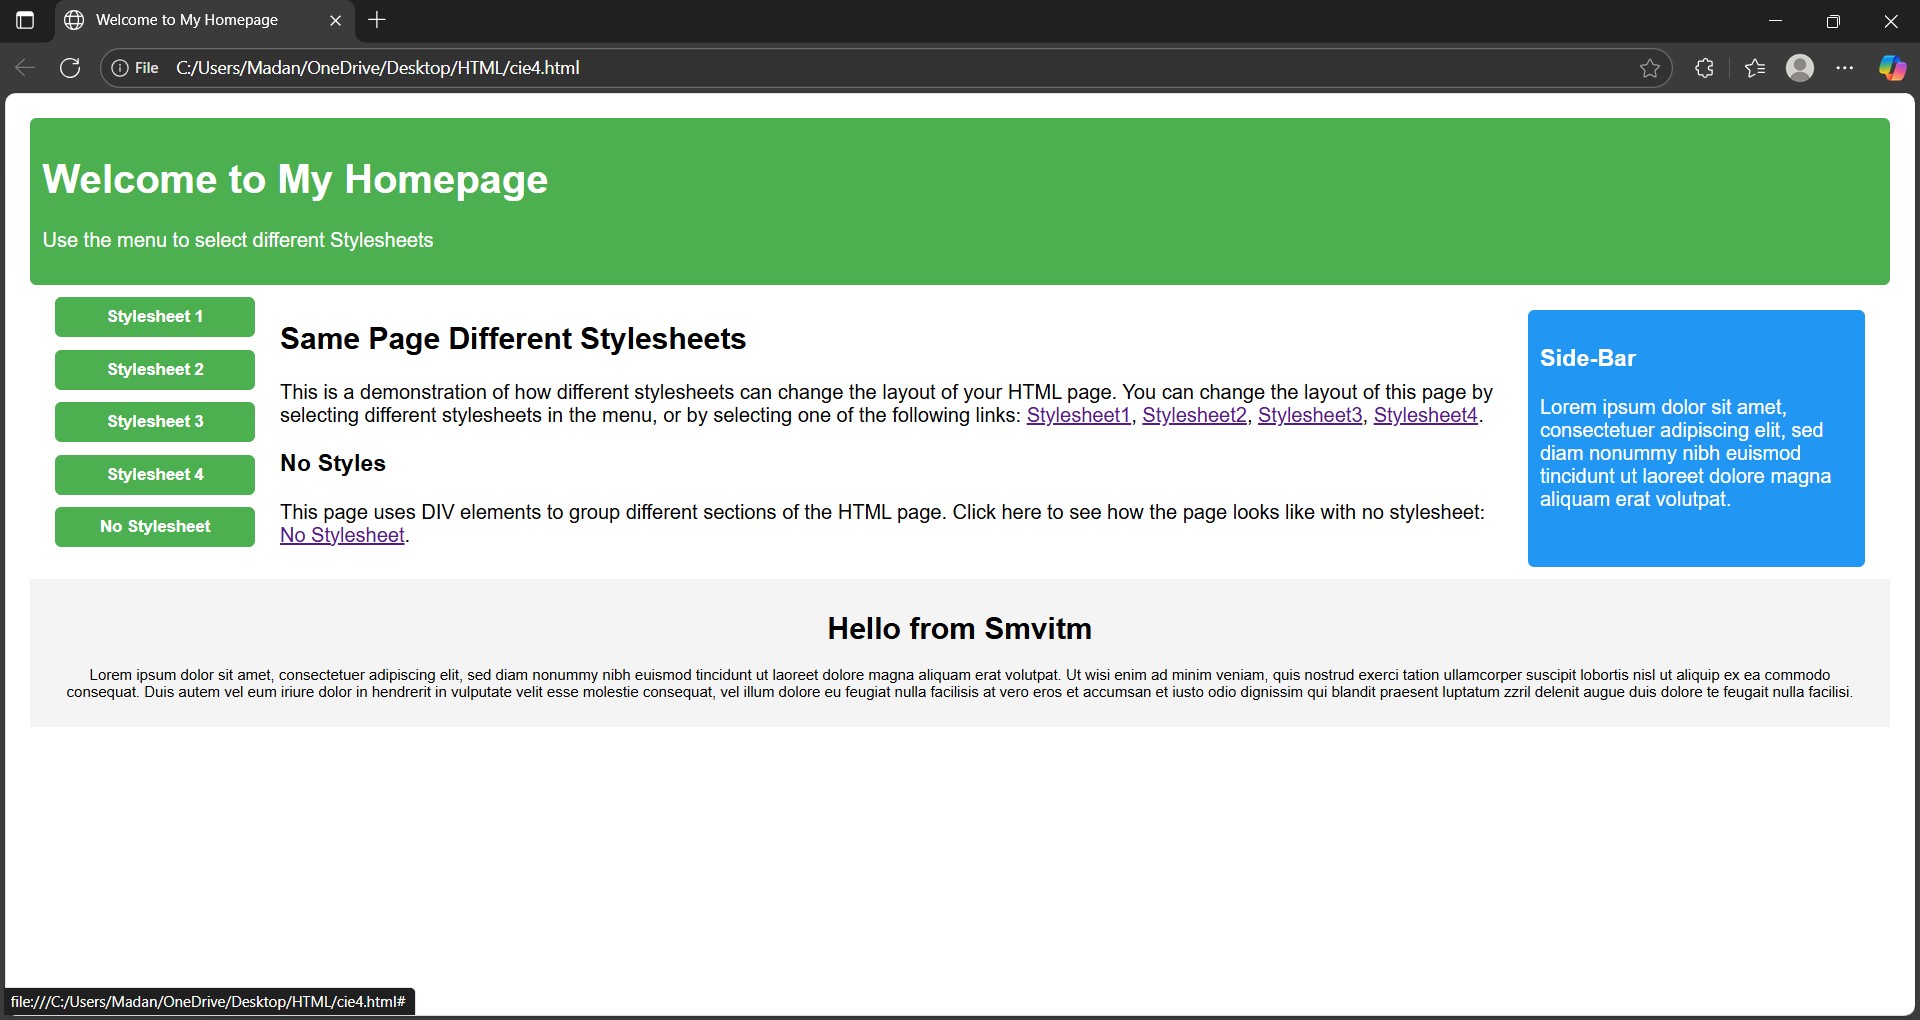 Welcome to My Homepage
File C:/Users/Madan/OneDrive/Desktop/HTML/cie4.html
Welcome to My Homepage
Use the menu to select different Stylesheets
Stylesheet 1
Stylesheet 2
Stylesheet 3
Stylesheet 4
No Stylesheet
Same Page Different Stylesheets
This is a demonstration of how different stylesheets can change the layout of your HTML page. You can change the layout of this page by
selecting different stylesheets in the menu, or by selecting one of the following links: Stylesheet1, Stylesheet2, Stylesheet3, Stylesheet4.
No Styles
This page uses DIV elements to group different sections of the HTML page. Click here to see how the page looks like with no stylesheet:
No Stylesheet.
Side-Bar
Lorem ipsum dolor sit amet,
consectetuer adipiscing elit, sed
diam nonummy nibh euismod
tincidunt ut laoreet dolore magna
aliquam erat volutpat.
Hello from Smvitm
Lorem ipsum dolor sit amet, consectetuer adipiscing elit, sed diam nonummy nibh euismod tincidunt ut laoreet dolore magna aliquam erat volutpat. Ut wisi enim ad minim veniam, quis nostrud exerci tation ullamcorper suscipit lobortis nisl ut aliquip ex ea commodo
consequat. Duis autem vel eum iriure dolor in hendrerit in vulputate velit esse molestie consequat, vel illum dolore eu feugiat nulla facilisis at vero eros et accumsan et iusto odio dignissim qui blandit praesent luptatum zzril delenit augue duis dolore te feugait nulla facilisi.
file:///C:/Users/Madan/OneDrive/Desktop/HTML/cie4.html#